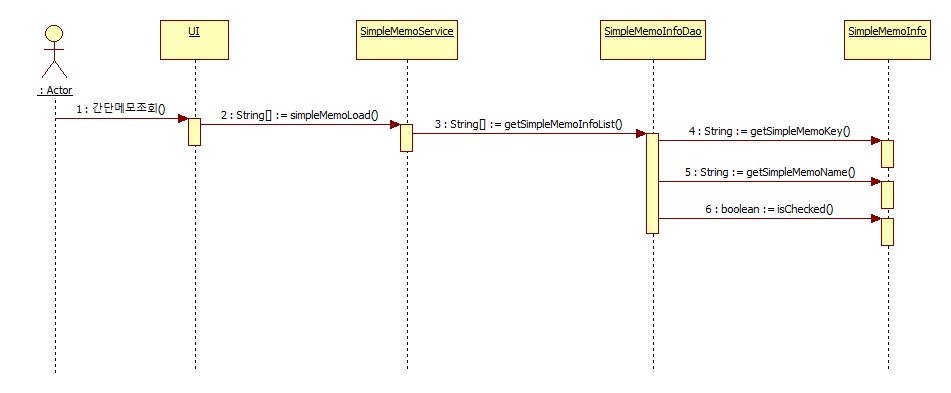 UI
SimpleMemoService
SimpleMemoInfoDao
SimpleMemoInfo
: Actor
1 : 간단메모조회()
2 : String[] := simpleMemoLoad()
3 : String[] := getSimpleMemoInfoList()
4 : String := getSimpleMemoKey()
5 : String := getSimpleMemoName()
6 : boolean := isChecked()